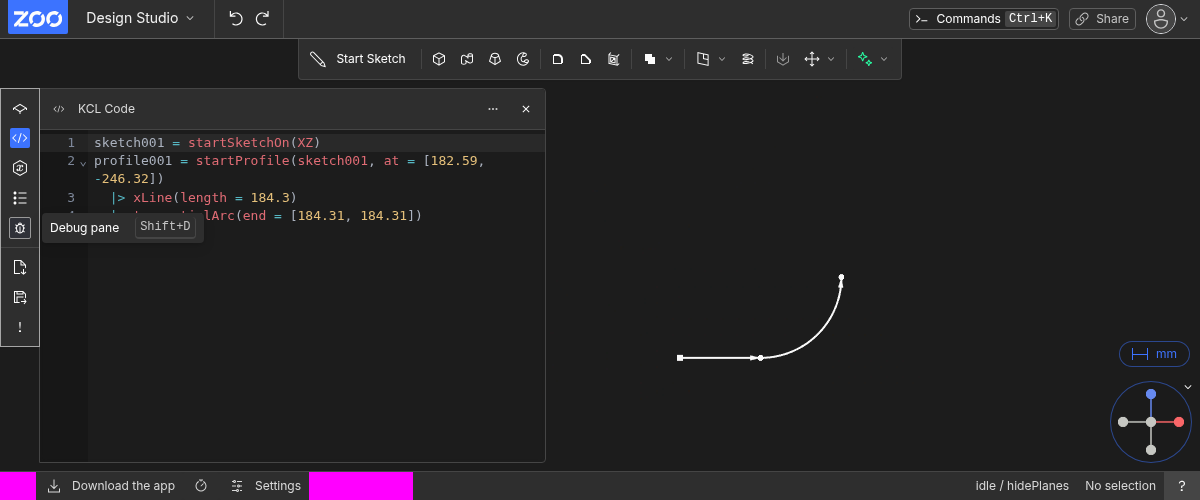 ZOO Design Studio Commands Ctrl+K Share
Start Sketch
KCL Code
1 sketch001 = startSketchOn(XZ)
2 profile001 = startProfile(sketch001, at = [182.59,
-246.32])
3 |> xLine(length = 184.3)
ialArc(end = [184.31, 184.31])
Debug pane Shift+D
mm
Download the app Settings idle / hidePlanes No selection ?